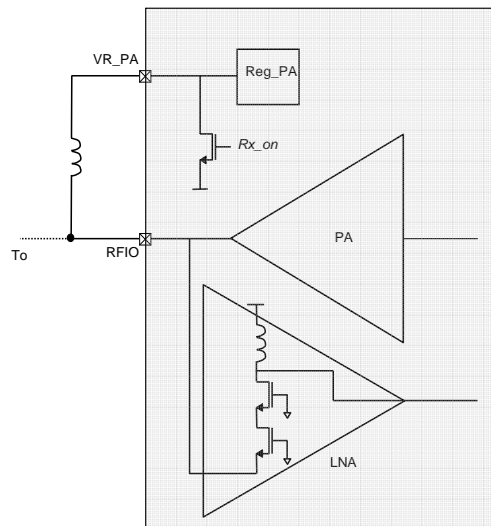 VR_PA
Reg_PA
Rx_on
PA
To
RFIO
LNA